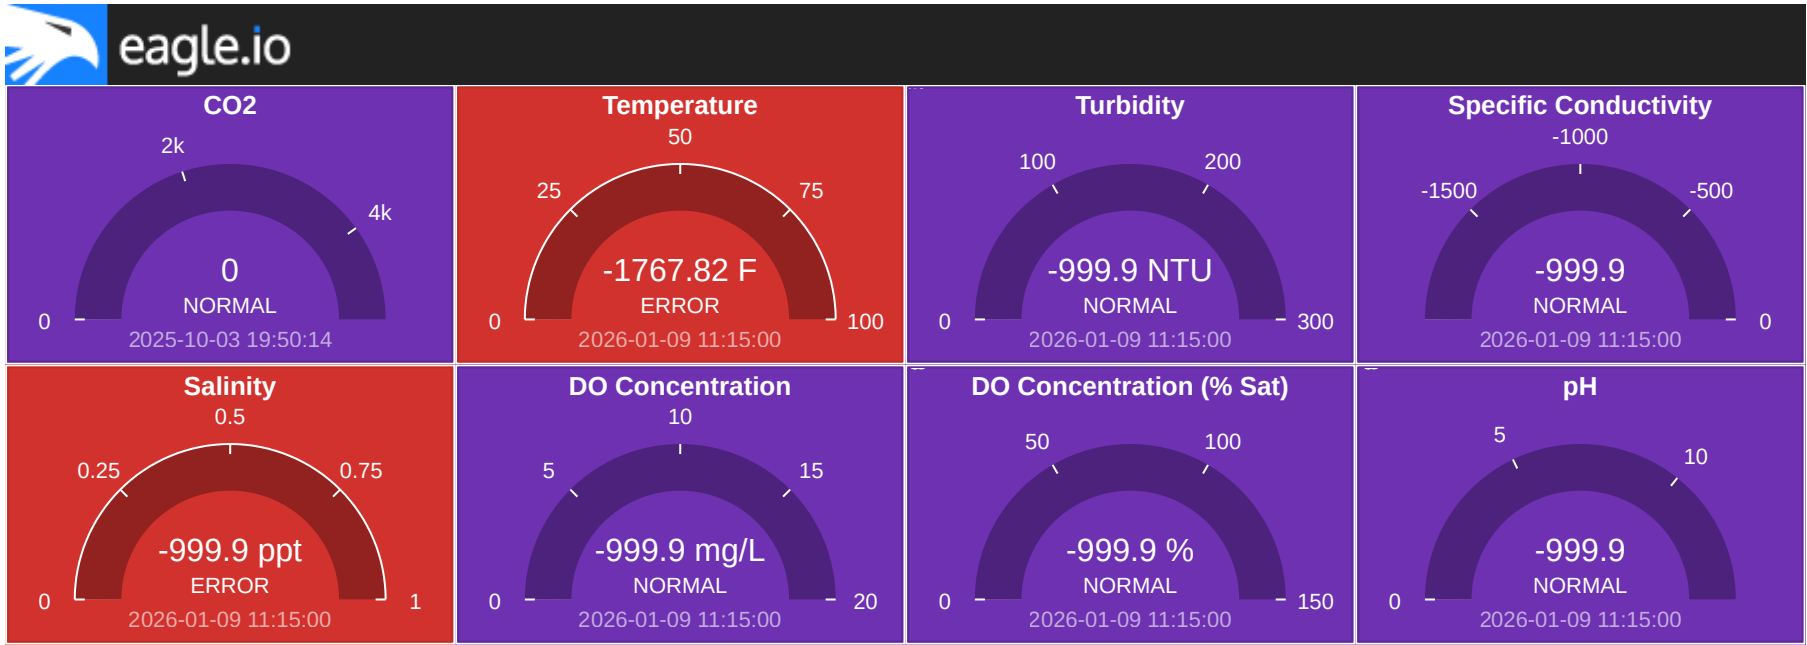 eagle.io
CO2
2k
4k
0
0
NORMAL
2025-10-03 19:50:14
Temperature
50
25
75
-1767.82 F
ERROR
0
100
2026-01-09 11:15:00
Turbidity
100
200
-999.9 NTU
NORMAL
0
300
2026-01-09 11:15:00
Specific Conductivity
-1000
-1500
-500
-999.9
NORMAL
0
2026-01-09 11:15:00
Salinity
0.5
0.25
0.75
-999.9 ppt
ERROR
0
1
2026-01-09 11:15:00
DO Concentration
10
5
15
-999.9 mg/L
NORMAL
0
20
2026-01-09 11:15:00
DO Concentration (% Sat)
50
100
-999.9 %
NORMAL
0
150
2026-01-09 11:15:00
pH
5
10
-999.9
NORMAL
0
2026-01-09 11:15:00